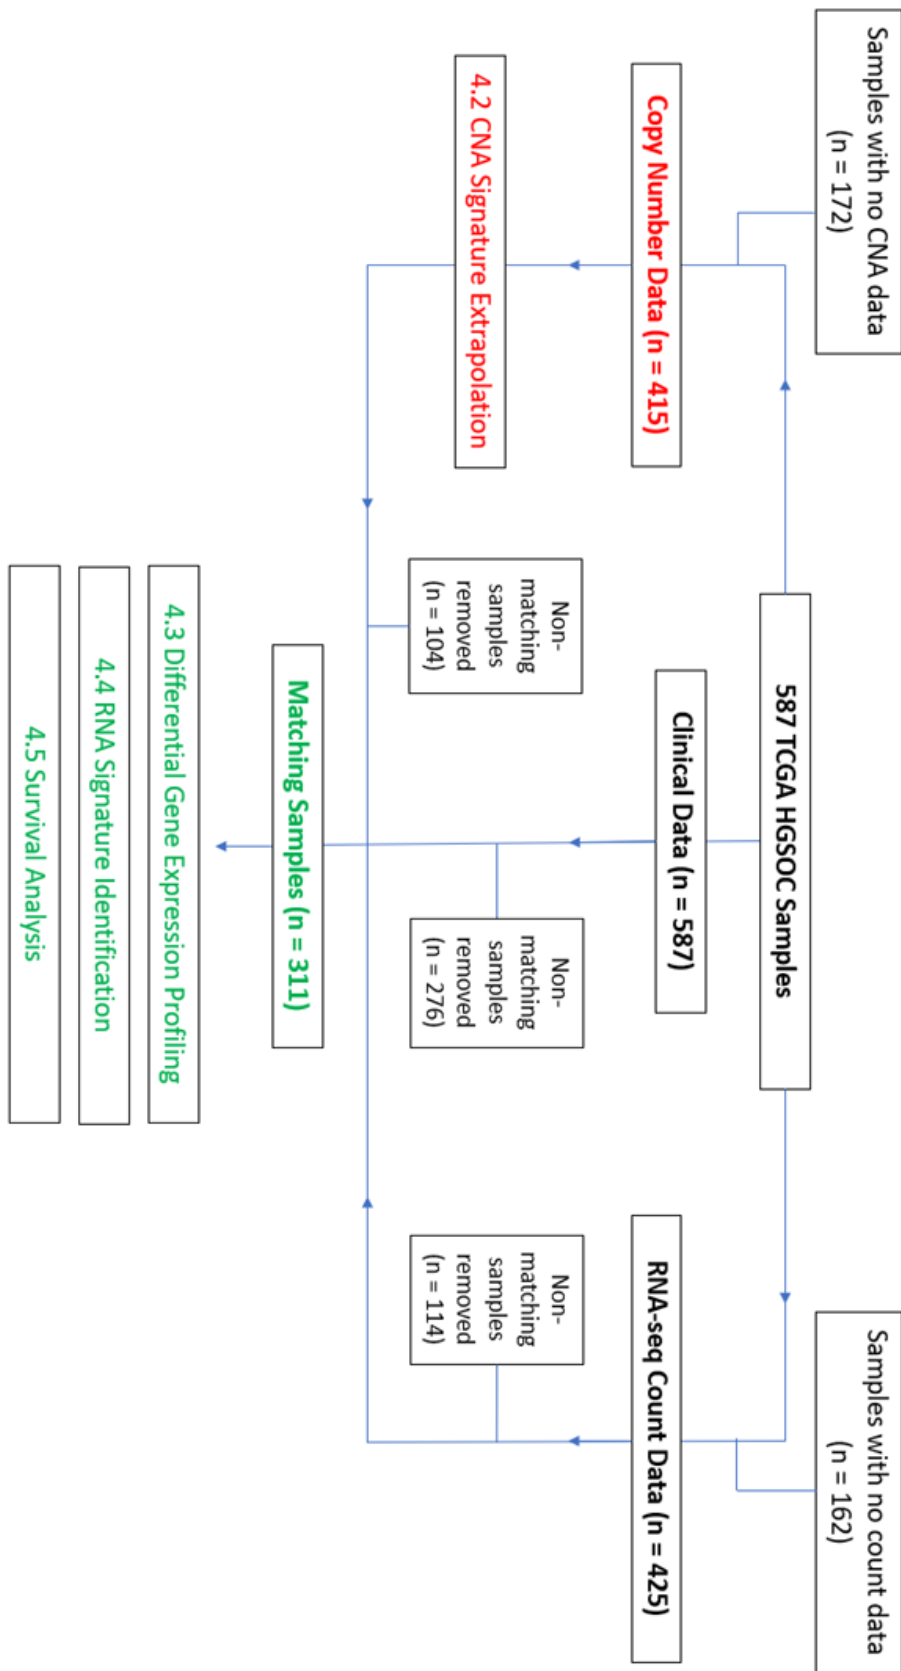 Samples with no CNA data
(n = 172)
587 TCGA HGSOC Samples
Samples with no count data
(n = 162)
Copy Number Data (n = 415)
Clinical Data (n = 587)
RNA-seq Count Data (n = 425)
4.2 CNA Signature Extrapolation
Non-
matching
samples
removed
(n = 104)
Non-
matching
samples
removed
(n = 276)
Non-
matching
samples
removed
(n = 114)
Matching Samples (n = 311)
4.3 Differential Gene Expression Profiling
4.4 RNA Signature Identification
4.5 Survival Analysis